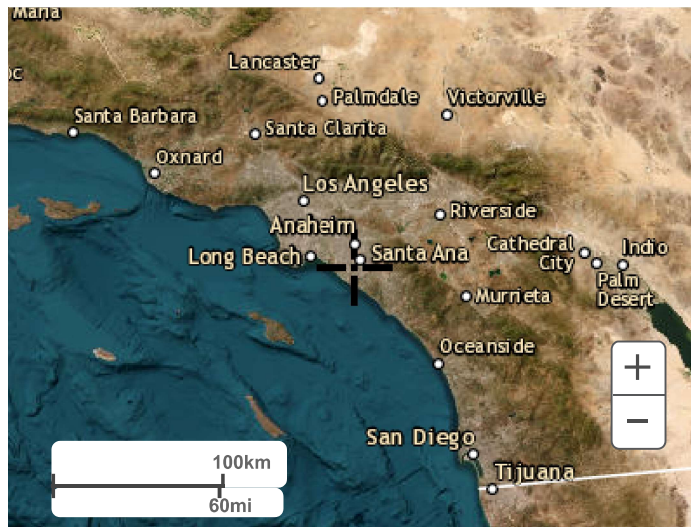 Maria
Lancaster
oc
Palmdale
Victorville
Santa Barbara
Santa Clarita
Oxnard
Los Angeles
Riverside
Anaheim
Long Beach
Santa Ana
Cathedral
City
Indio
Palm
Desert
Murrieta
Oceanside
+
−
San Diego
Tijuana
100km
60mi